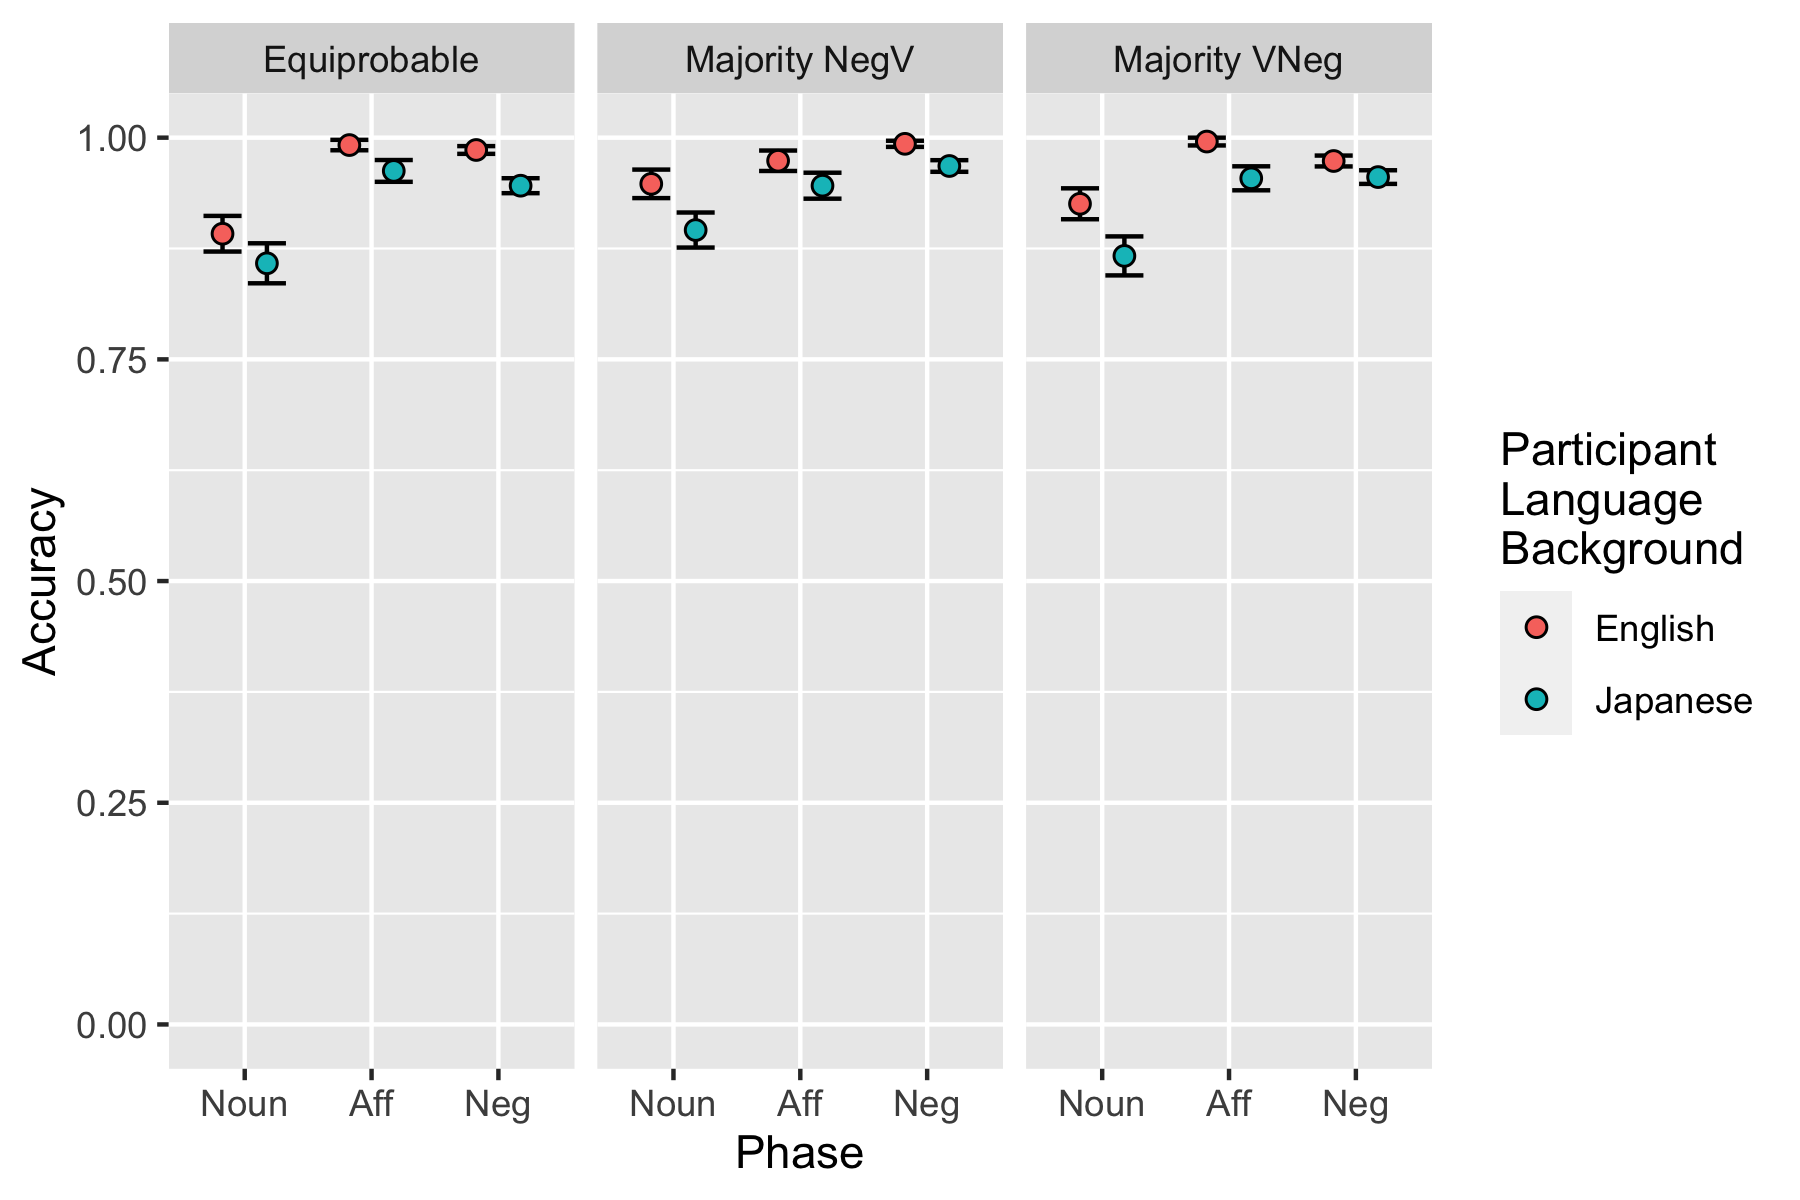 Equiprobable
Majority NegV
Majority VNeg
1.00
0.75
0.50
0.25
0.00
Accuracy
Noun Aff Neg
Noun Aff Neg
Noun Aff Neg
Phase
Participant
Language
Background
English
Japanese